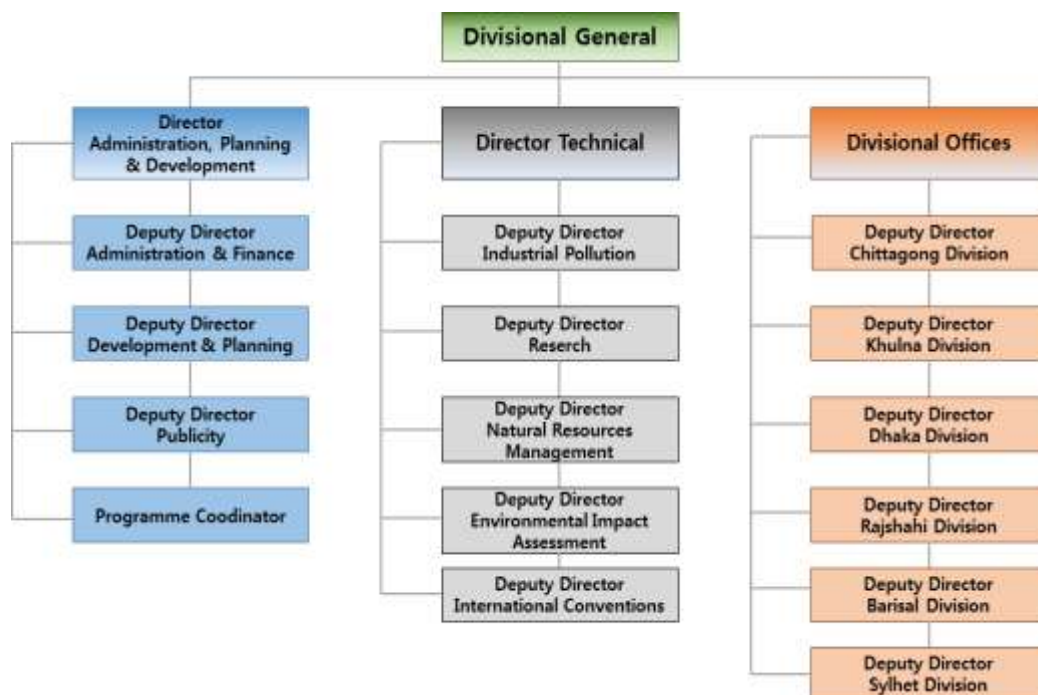 Divisional General
Director
Administration, Planning
& Development
Deputy Director
Administration & Finance
Deputy Director
Development & Planning
Deputy Director
Publicity
Programme Coodinator
Director Technical
Deputy Director
Industrial Pollution
Deputy Director
Reserch
Deputy Director
Natural Resources
Management
Deputy Director
Environmental Impact
Assessment
Deputy Director
International Conventions
Divisional Offices
Deputy Director
Chittagong Division
Deputy Director
Khulna Division
Deputy Director
Dhaka Division
Deputy Director
Rajshahi Division
Deputy Director
Barisal Division
Deputy Director
Sylhet Division